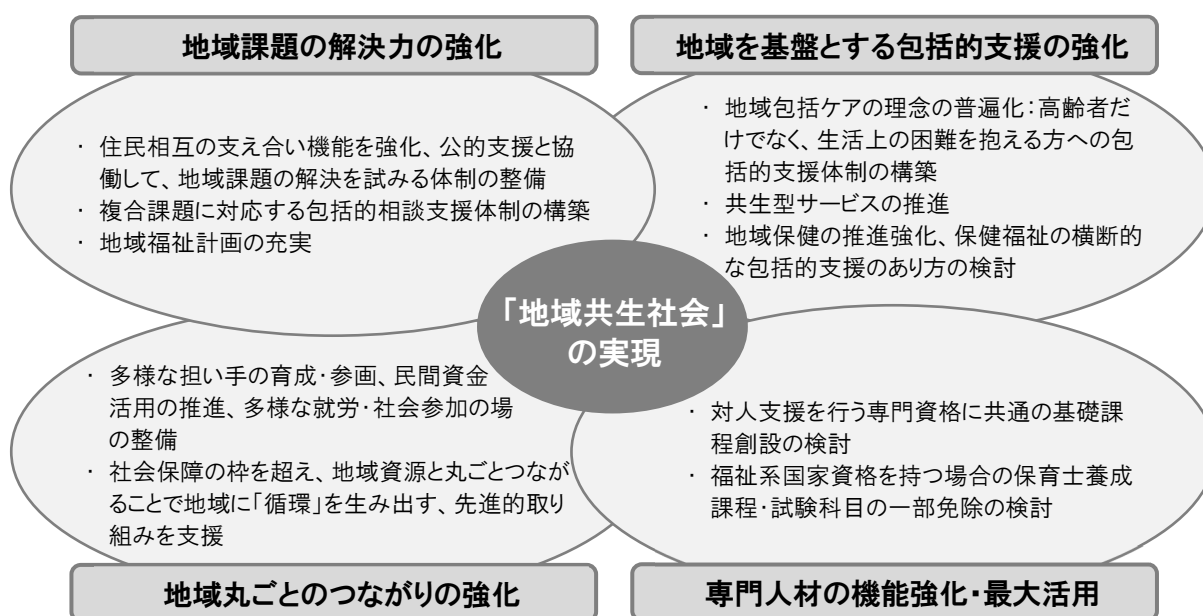 地域課題の解決力の強化
・ 住民相互の支え合い機能を強化、公的支援と協
働して、地域課題の解決を試みる体制の整備
・ 複合課題に対応する包括的相談支援体制の構築
・ 地域福祉計画の充実
地域を基盤とする包括的支援の強化
・ 地域包括ケアの理念の普遍化：高齢者だ
けでなく、生活上の困難を抱える方への包
括的支援体制の構築
・ 共生型サービスの推進
・ 地域保健の推進強化、保健福祉の横断的
な包括的支援のあり方の検討
「地域共生社会」
の実現
・ 多様な担い手の育成・参画、民間資金
活用の推進、多様な就労・社会参加の場
の整備
・ 社会保障の枠を超え、地域資源と丸ごとつなが
ることで地域に「循環」を生み出す、先進的取り
組みを支援
地域丸ごとのつながりの強化
・ 対人支援を行う専門資格に共通の基礎課
程創設の検討
・ 福祉系国家資格を持つ場合の保育士養成
課程・試験科目の一部免除の検討
専門人材の機能強化・最大活用